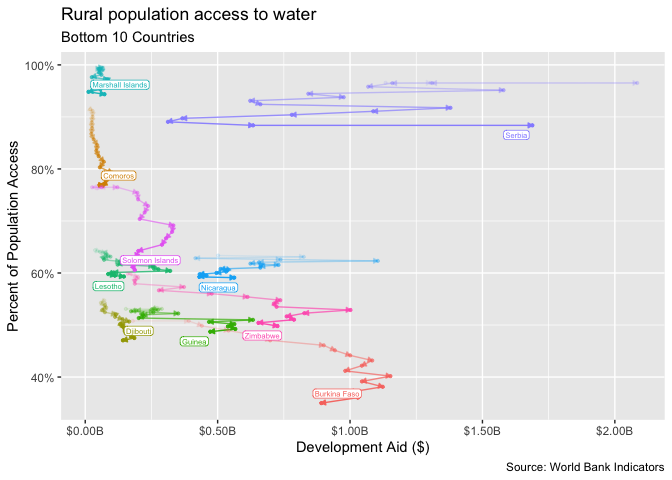 Rural population access to water
Bottom 10 Countries
100%
80%
60%
40%
Percent of Population Access
Marshall Islands
Serbia
Comoros
Solomon Islands
Lesotho
Nicaragua
Djibouti
Guinea
Zimbabwe
Burkina Faso
$0.00B
$0.50B
$1.00B
$1.50B
$2.00B
Development Aid ($)
Source: World Bank Indicators